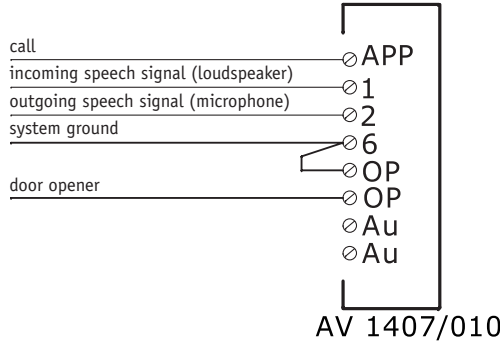 call
APP
incoming speech signal (loudspeaker)
1
outgoing speech signal (microphone)
2
system ground
6
OP
door opener
OP
Au
Au
AV 1407/010